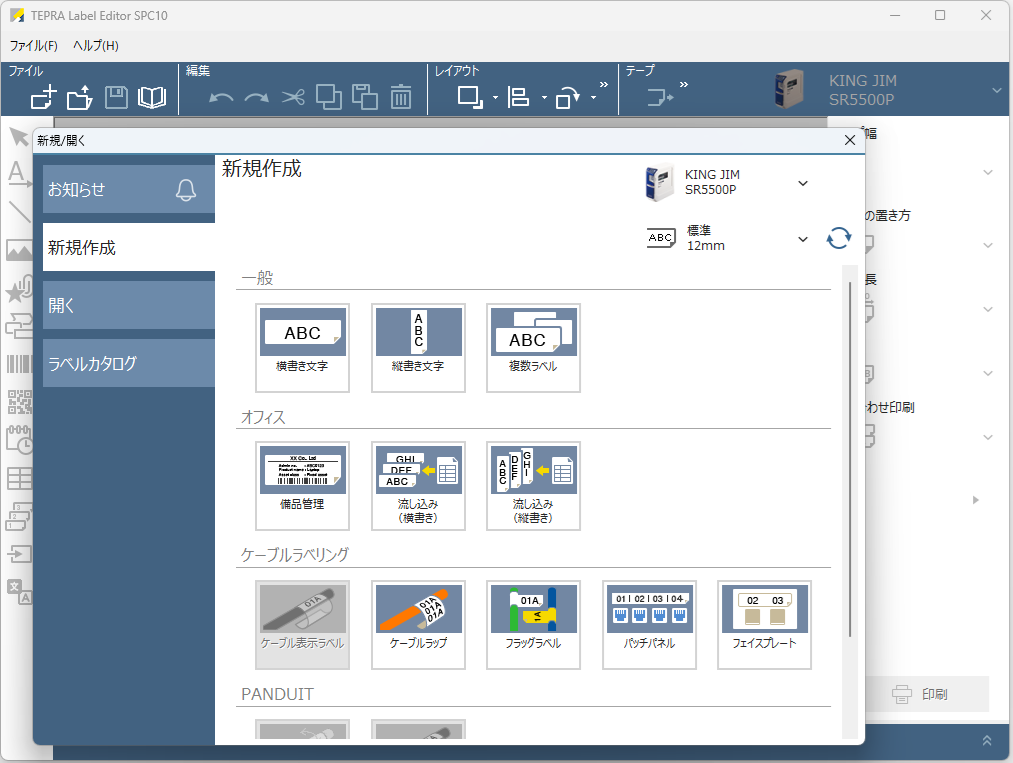 TEPRA Label Editor SPC10
ファイル(F) ヘルプ(H)
ファイル
編集
レイアウト
テープ
KING JIM
SR5500P
新規/開く
お知らせ
新規作成
開く
ラベルカタログ
新規作成
KING JIM
SR5500P
ABC
標準
12mm
一般
ABC
横書き文字
A
B
C
縦書き文字
ABC
複数ラベル
オフィス
XX Co., Ltd
備品管理
GHI
DEF
ABC
流し込み
(横書き)
ABC
DEF
GHI
流し込み
(縦書き)
ケーブルラベリング
01A
ケーブル表示ラベル
01A
01A
01A
ケーブルラップ
01A
1A
フラッグラベル
01 02 03 04
パッチパネル
02 03
フェイスプレート
PANDUIT
幅
の置き方
長
わせ印刷
印刷